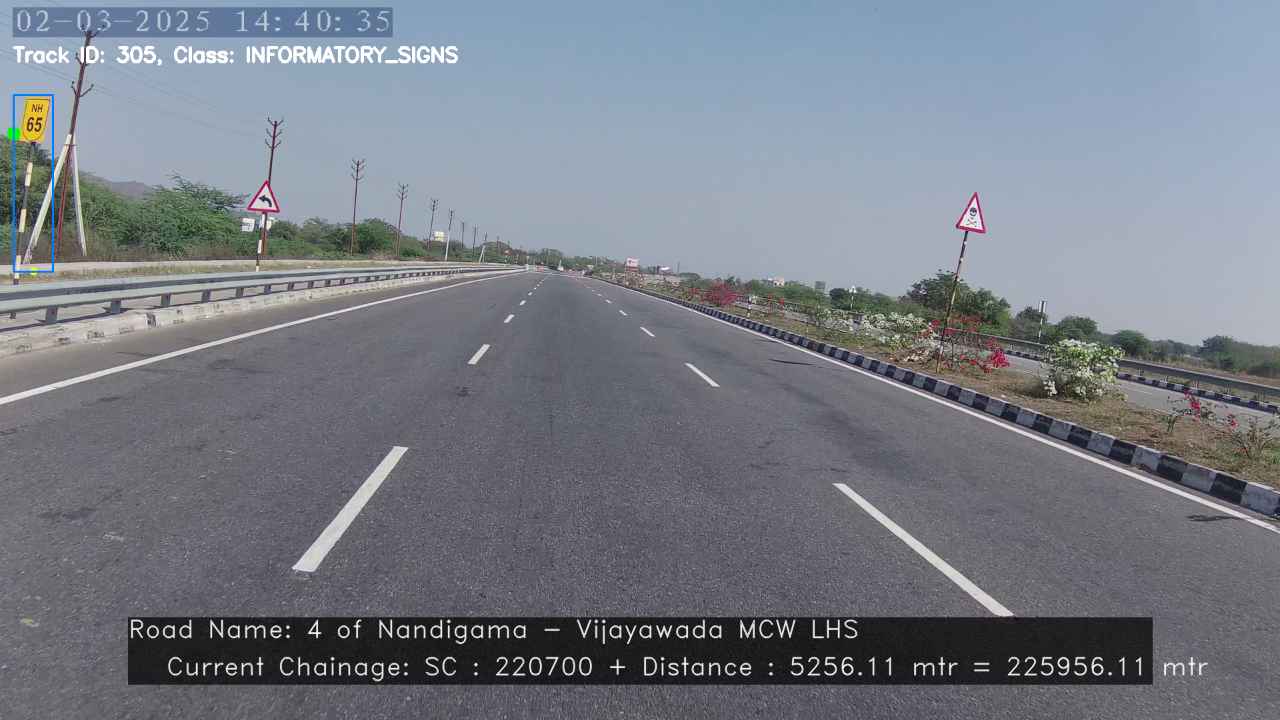 02-03-2025 14:40:35
Track ID: 305, Class: INFORMATORY_SIGNS
NH
65
Road Name: 4 of Nandigama - Vijayawada MCW LHS
Current Chainage: SC : 220700 + Distance : 5256.11 mtr = 225956.11 mtr